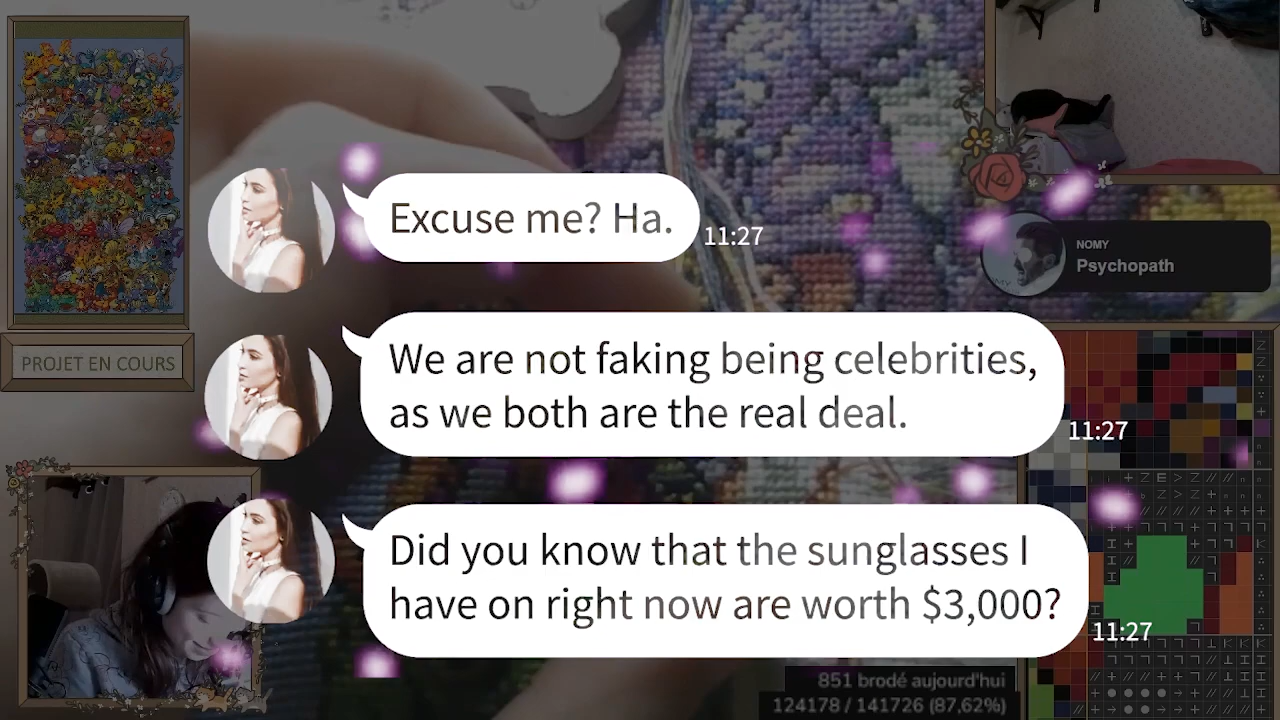 Excuse me? Ha.
11:27
We are not faking being celebrities,
as we both are the real deal.
11:27
Did you know that the sunglasses I
have on right now are worth $3,000?
11:27
NOMY
Psychopath
PROJET EN COURS
851 brodé aujourd'hui
124178 / 141726 (87,62%)